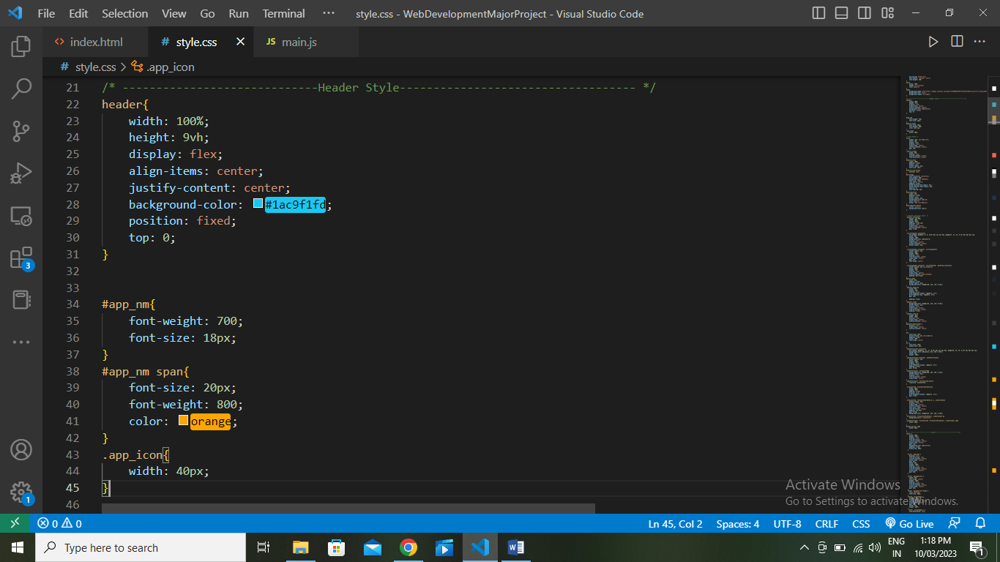 File Edit Selection View Go Run Terminal ··· style.css - WebDevelopmentMajorProject - Visual Studio Code
<> index.html # style.css JS main.js
# style.css > .app_icon
21 /* -----------------------------Header Style----------------------------------- */
22 header{
23 width: 100%;
24 height: 9vh;
25 display: flex;
26 align-items: center;
27 justify-content: center;
28 background-color: #1ac9f1fd;
29 position: fixed;
30 top: 0;
31 }
32
33
34 #app_nm{
35 font-weight: 700;
36 font-size: 18px;
37 }
38 #app_nm span{
39 font-size: 20px;
40 font-weight: 800;
41 color: orange;
42 }
43 .app_icon{
44 width: 40px;
45 }
46
3
1
Activate Windows
Go to Settings to activate Windows.
0 0 Ln 45, Col 2 Spaces: 4 UTF-8 CRLF CSS Go Live
Type here to search
ENG
IN
1:18 PM
10/03/2023
1